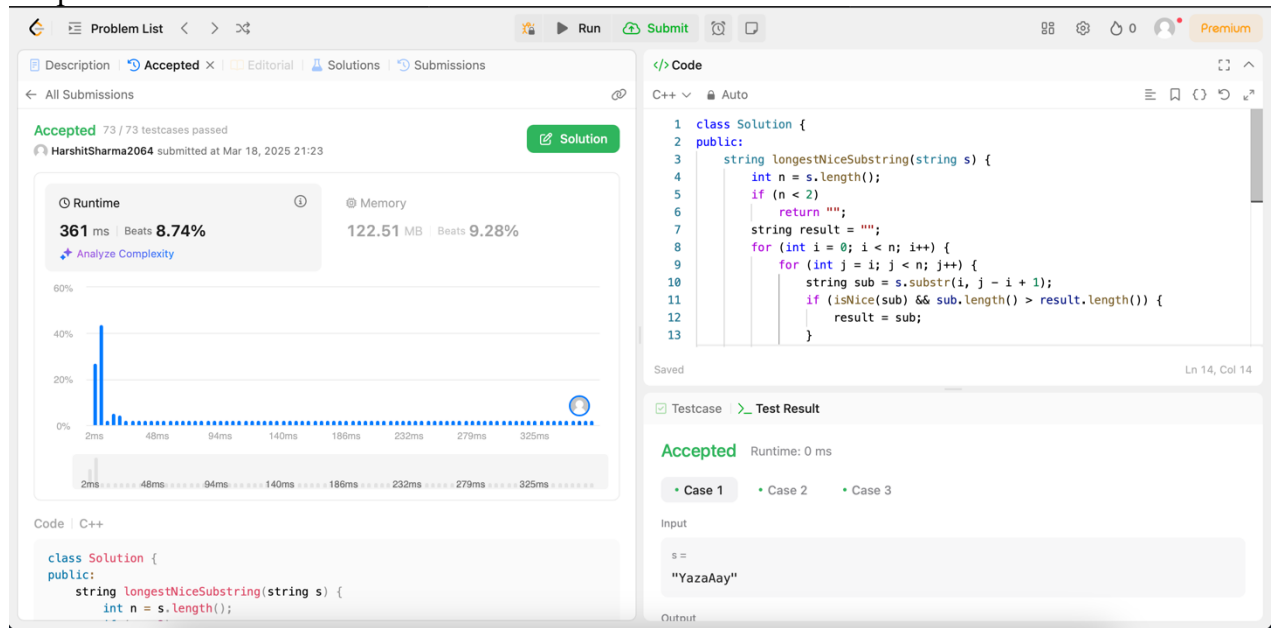 Problem List
Run
Submit
0
Premium
Description
Accepted
Editorial
Solutions
Submissions
All Submissions
Accepted 73 / 73 testcases passed
HarshitSharma2064 submitted at Mar 18, 2025 21:23
Solution
Runtime
361 ms Beats 8.74%
Analyze Complexity
Memory
122.51 MB Beats 9.28%
60%
40%
20%
0%
2ms 48ms 94ms 140ms 186ms 232ms 279ms 325ms
2ms 48ms 94ms 140ms 186ms 232ms 279ms 325ms
Code C++
class Solution {
public:
string longestNiceSubstring(string s) {
int n = s.length();
</> Code
C++ Auto
1 class Solution {
2 public:
3 string longestNiceSubstring(string s) {
4 int n = s.length();
5 if (n < 2)
6 return "";
7 string result = "";
8 for (int i = 0; i < n; i++) {
9 for (int j = i; j < n; j++) {
10 string sub = s.substr(i, j - i + 1);
11 if (isNice(sub) && sub.length() > result.length()) {
12 result = sub;
13 }
Saved
Ln 14, Col 14
Testcase
Test Result
Accepted Runtime: 0 ms
• Case 1 • Case 2 • Case 3
Input
s =
"YazaAay"
Output